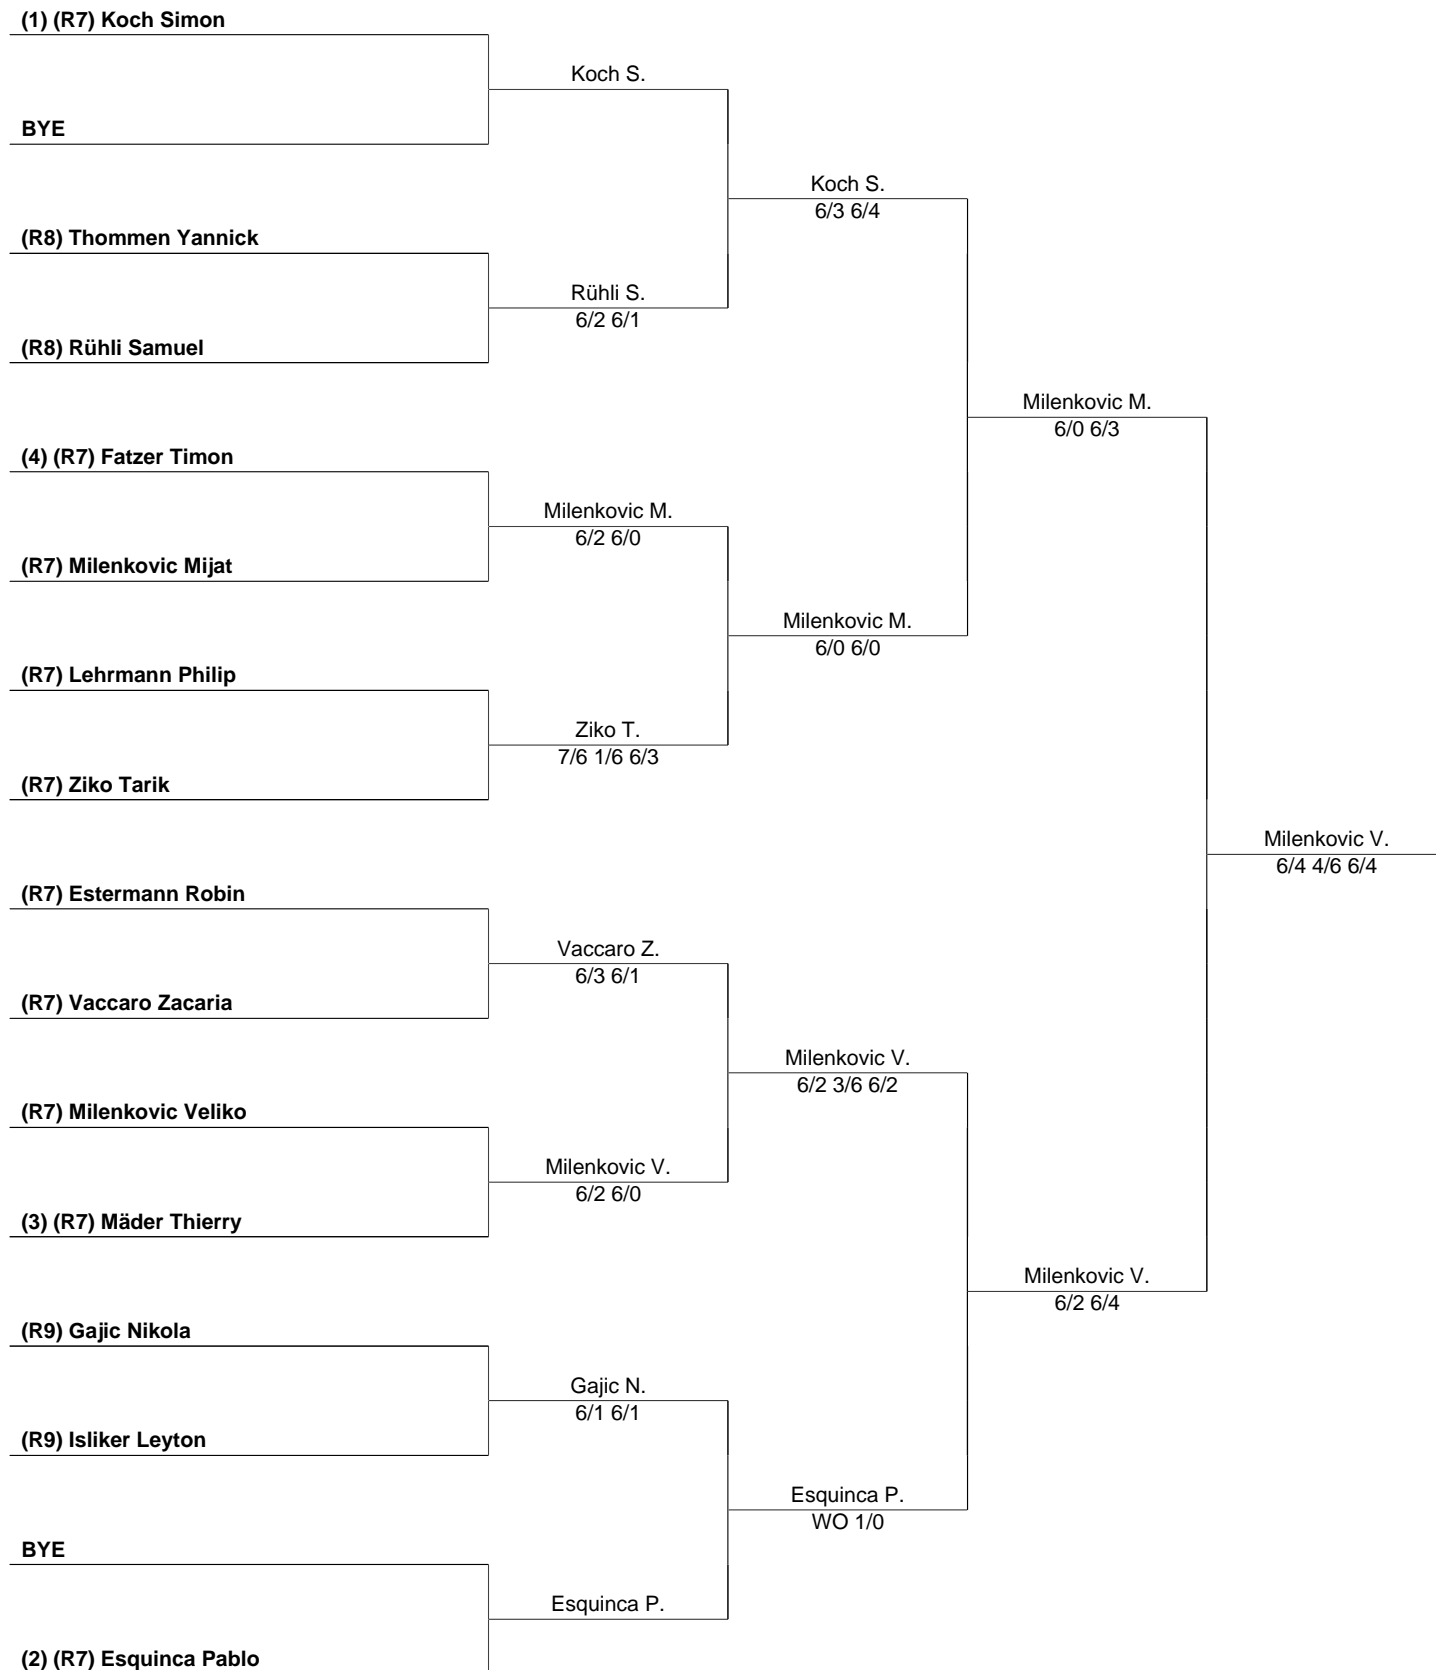 (1) (R7) Koch Simon
Koch S.
BYE
Koch S.
6/3 6/4
(R8) Thommen Yannick
Rühli S.
6/2 6/1
(R8) Rühli Samuel
Milenkovic M.
6/0 6/3
(4) (R7) Fatzer Timon
Milenkovic M.
6/2 6/0
(R7) Milenkovic Mijat
Milenkovic M.
6/0 6/0
(R7) Lehrmann Philip
Ziko T.
7/6 1/6 6/3
(R7) Ziko Tarik
Milenkovic V.
6/4 4/6 6/4
(R7) Estermann Robin
Vaccaro Z.
6/3 6/1
(R7) Vaccaro Zacaria
Milenkovic V.
6/2 3/6 6/2
(R7) Milenkovic Veliko
Milenkovic V.
6/2 6/0
(3) (R7) Mäder Thierry
Milenkovic V.
6/2 6/4
(R9) Gajic Nikola
Gajic N.
6/1 6/1
(R9) Isliker Leyton
Esquinca P.
WO 1/0
BYE
Esquinca P.
(2) (R7) Esquinca Pablo